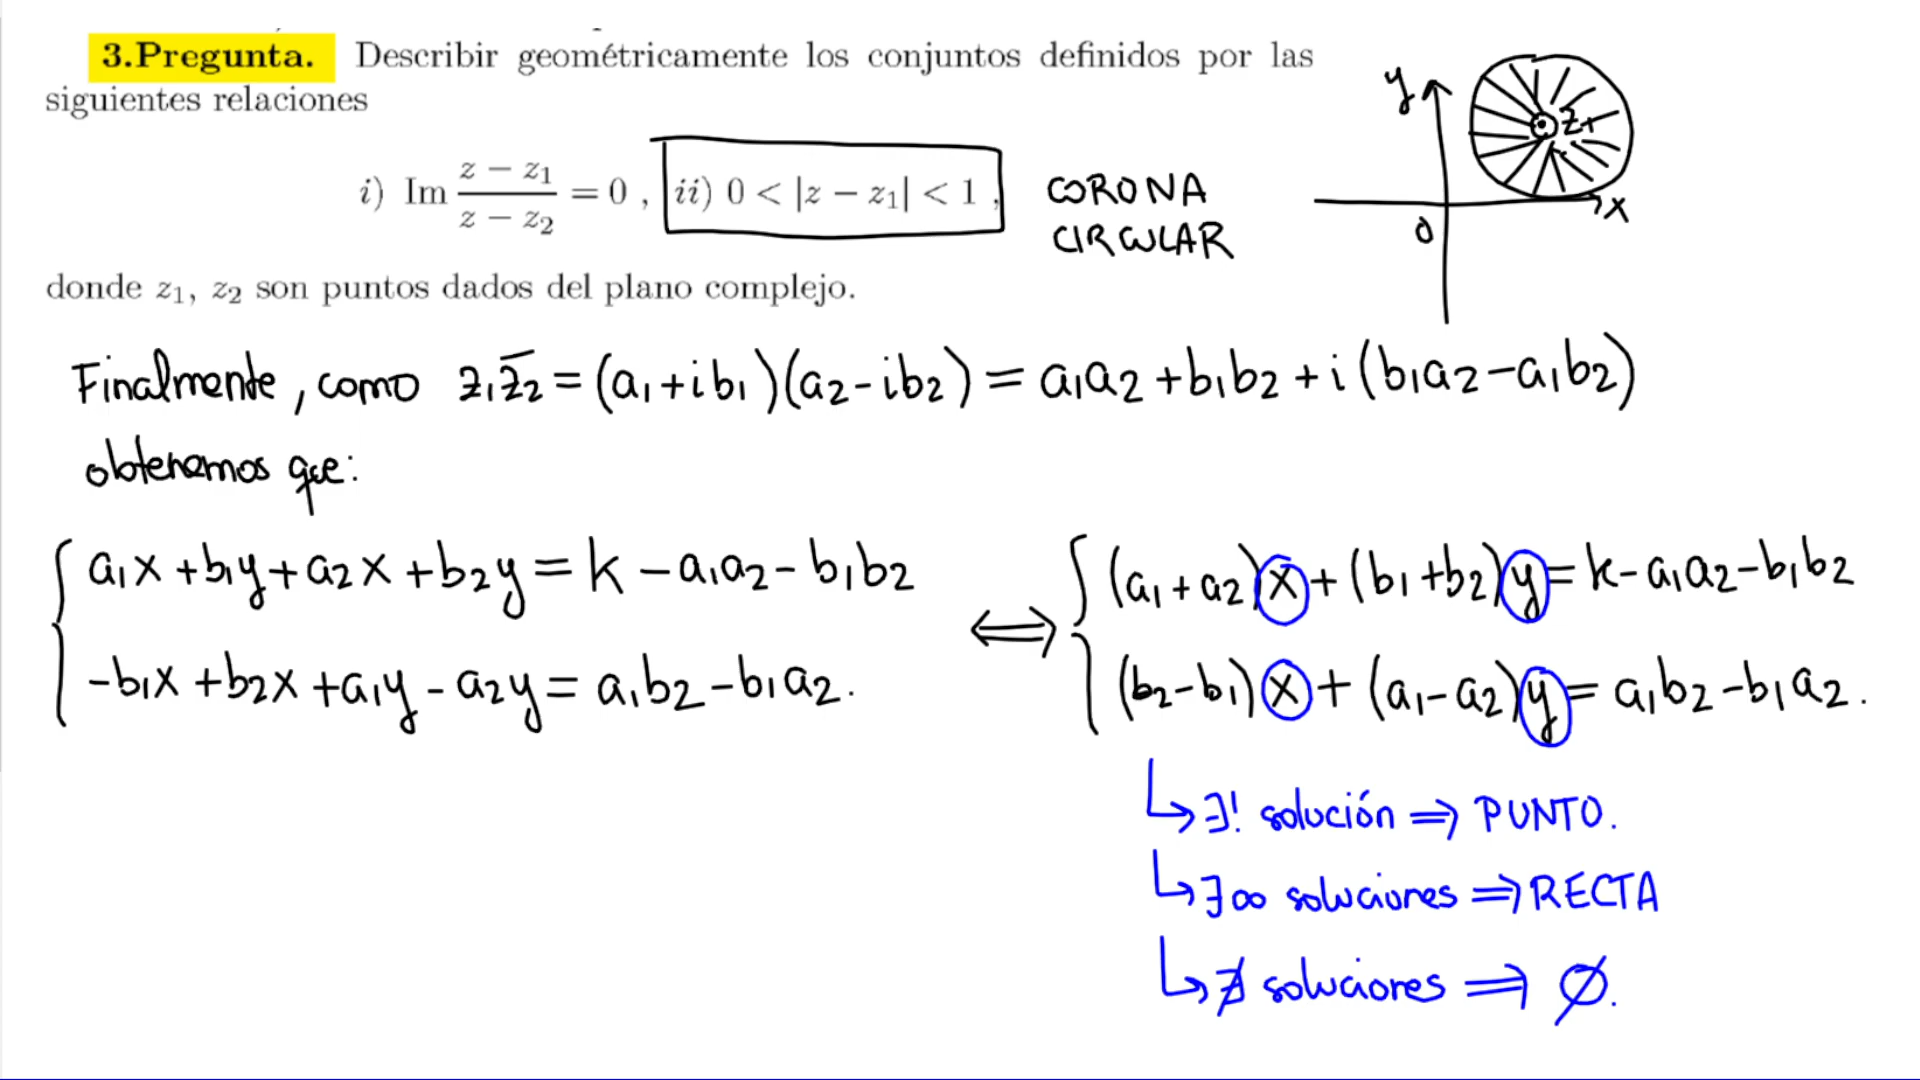 3.Pregunta. Describir geométricamente los conjuntos definidos por las
siguientes relaciones
i) Im (z − z₁)/(z − z₂) = 0 , ii) 0 < |z − z₁| < 1 ,
CORONA
CIRCULAR
y
z₁
x
0
donde z₁, z₂ son puntos dados del plano complejo.
Finalmente, como z₁z̄₂ = (a₁+ib₁)(a₂-ib₂) = a₁a₂+b₁b₂+i(b₁a₂-a₁b₂)
obtenemos que:
{ a₁x+b₁y+a₂x+b₂y = k-a₁a₂-b₁b₂
-b₁x+b₂x+a₁y-a₂y = a₁b₂-b₁a₂.
⟺ { (a₁+a₂)x+(b₁+b₂)y = k-a₁a₂-b₁b₂
(b₂-b₁)x+(a₁-a₂)y = a₁b₂-b₁a₂.
↳ ∃! solución ⟹ PUNTO.
↳ ∃∞ soluciones ⟹ RECTA
↳ ∄ soluciones ⟹ ∅.